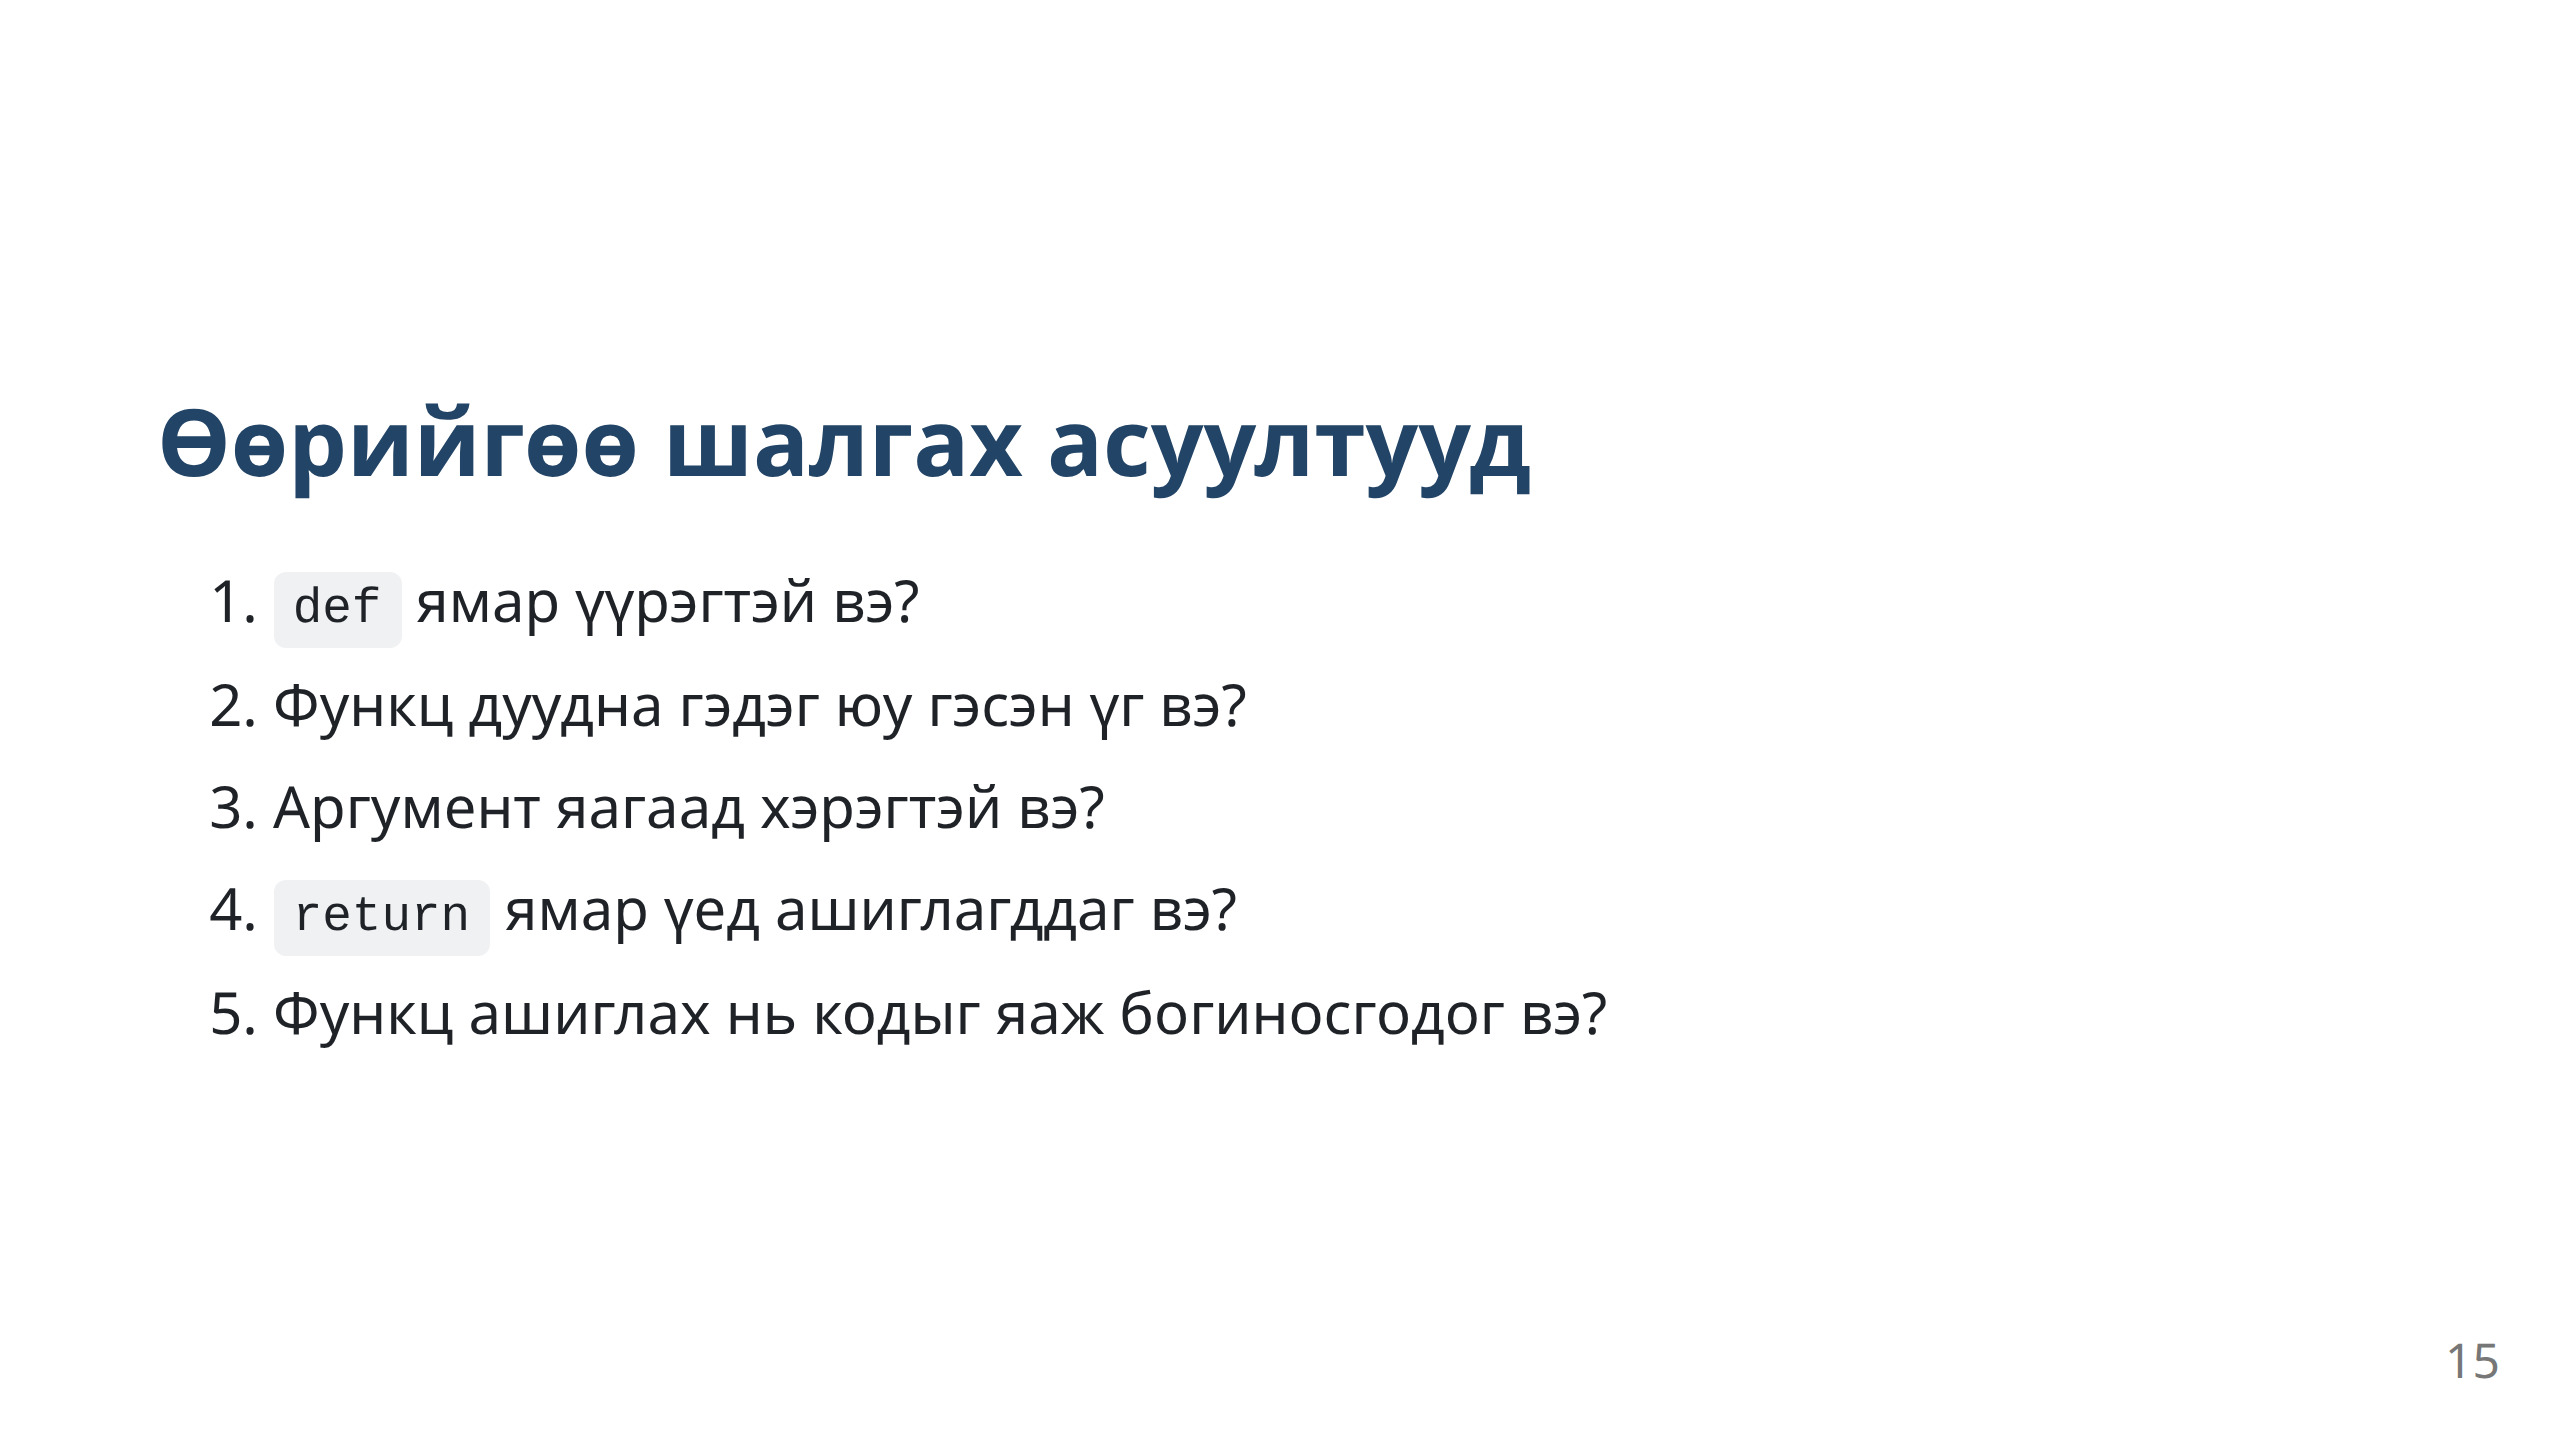 Өөрийгөө шалгах асуултууд
1. def ямар үүрэгтэй вэ?
2. Функц дуудна гэдэг юу гэсэн үг вэ?
3. Аргумент яагаад хэрэгтэй вэ?
4. return ямар үед ашиглагддаг вэ?
5. Функц ашиглах нь кодыг яаж богиносгодог вэ?
15